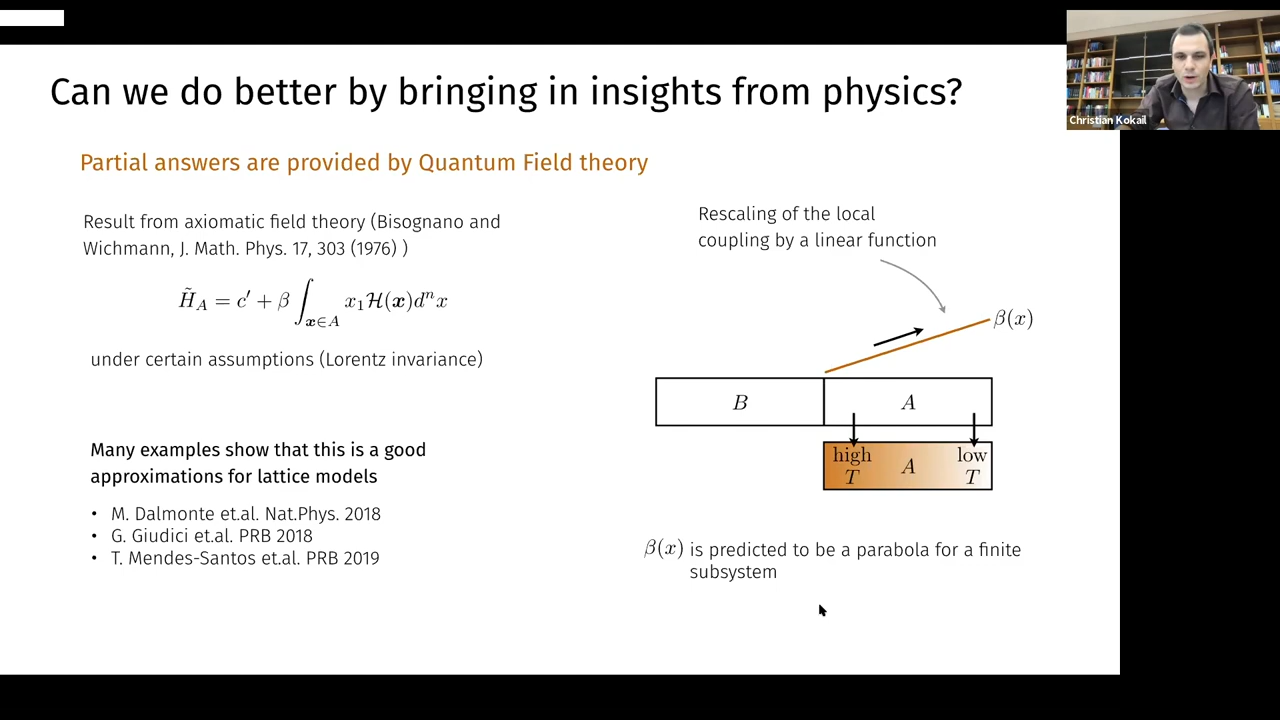 Can we do better by bringing in insights from physics?
Christian Kokail
Partial answers are provided by Quantum Field theory
Result from axiomatic field theory (Bisognano and
Wichmann, J. Math. Phys. 17, 303 (1976) )
H̃_A = c′ + β ∫_{x∈A} x₁ℋ(x)dⁿx
under certain assumptions (Lorentz invariance)
Many examples show that this is a good
approximations for lattice models
• M. Dalmonte et.al. Nat.Phys. 2018
• G. Giudici et.al. PRB 2018
• T. Mendes-Santos et.al. PRB 2019
Rescaling of the local
coupling by a linear function
β(x)
B A
high A low
T T
β(x) is predicted to be a parabola for a finite
subsystem